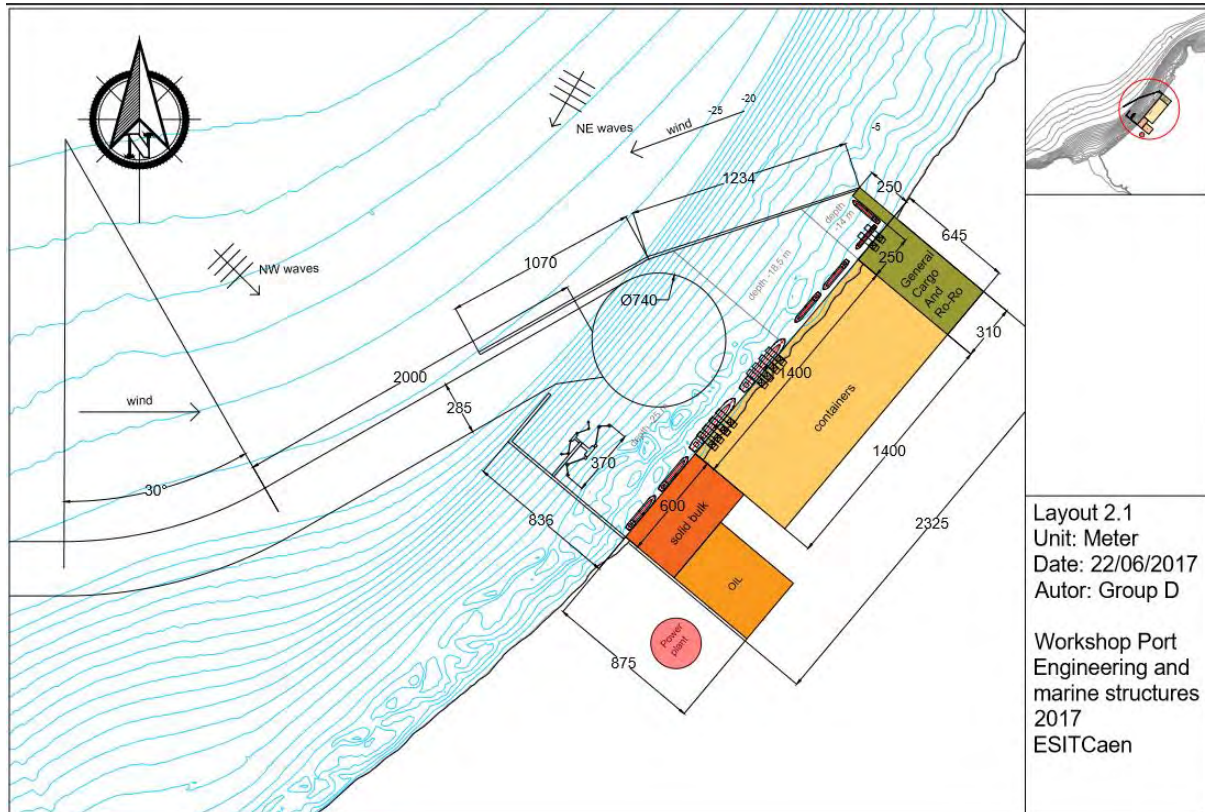 N
NE waves
wind
-25
-20
-5
1234
250
645
NW waves
1070
Ø740
depth
-14 m
depth -18.5 m
250
General
Cargo
And
Ro-Ro
310
2000
285
wind
1400
containers
1400
370
30°
836
600
solid bulk
2325
OIL
Power
plant
875
Layout 2.1
Unit: Meter
Date: 22/06/2017
Autor: Group D
Workshop Port
Engineering and
marine structures
2017
ESITCaen